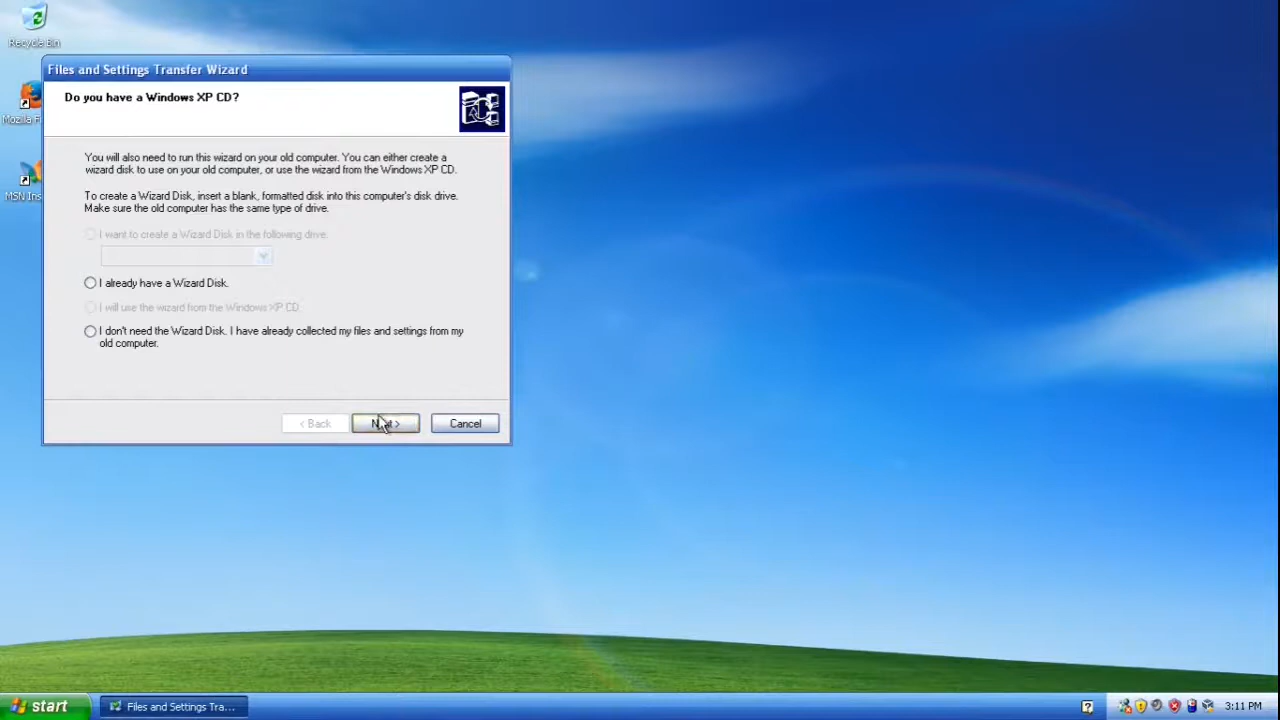 Recycle Bin
Files and Settings Transfer Wizard
Do you have a Windows XP CD?
Mozilla F
You will also need to run this wizard on your old computer. You can either create a
wizard disk to use on your old computer, or use the wizard from the Windows XP CD.
MSN Ins
To create a Wizard Disk, insert a blank, formatted disk into this computer's disk drive.
Make sure the old computer has the same type of drive.
I want to create a Wizard Disk in the following drive:
I already have a Wizard Disk.
I will use the wizard from the Windows XP CD
I don't need the Wizard Disk. I have already collected my files and settings from my
old computer.
< Back
Next >
Cancel
start
Files and Settings Tra...
3:11 PM